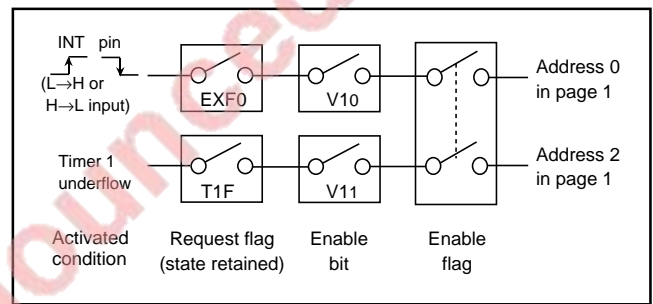 INT pin
(L→H or
H→L input)
EXF0
V10
Address 0
in page 1
Timer 1
underflow
T1F
V11
Address 2
in page 1
Activated
condition
Request flag
(state retained)
Enable
bit
Enable
flag
ounced